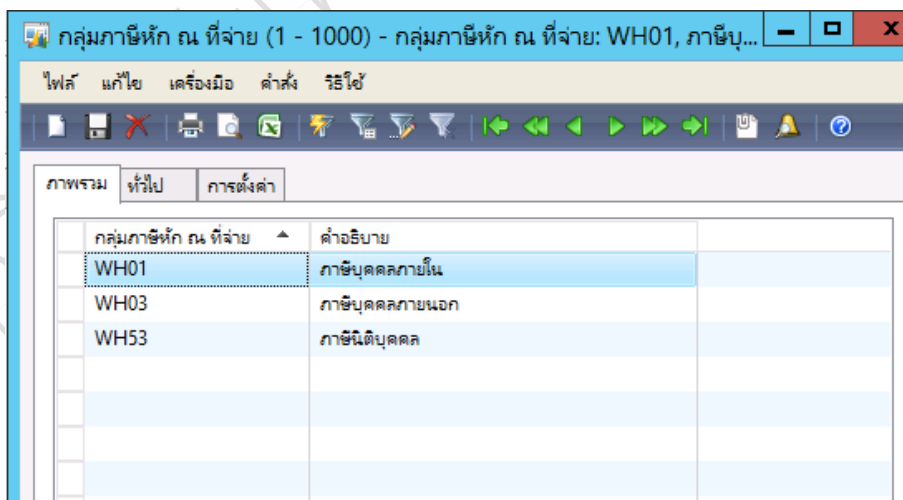 กลุ่มภาษีหัก ณ ที่จ่าย (1 - 1000) - กลุ่มภาษีหัก ณ ที่จ่าย: WH01, ภาษีบุ...
ไฟล์ แก้ไข เครื่องมือ คำสั่ง วิธีใช้
ภาพรวม ทั่วไป การตั้งค่า
กลุ่มภาษีหัก ณ ที่จ่าย คำอธิบาย
WH01 ภาษีบุคคลภายใน
WH03 ภาษีบุคคลภายนอก
WH53 ภาษีนิติบุคคล